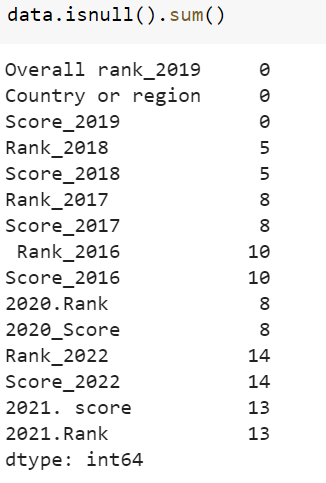 data.isnull().sum()
Overall rank_2019 0
Country or region 0
Score_2019 0
Rank_2018 5
Score_2018 5
Rank_2017 8
Score_2017 8
 Rank_2016 10
Score_2016 10
2020.Rank 8
2020_Score 8
Rank_2022 14
Score_2022 14
2021. score 13
2021.Rank 13
dtype: int64